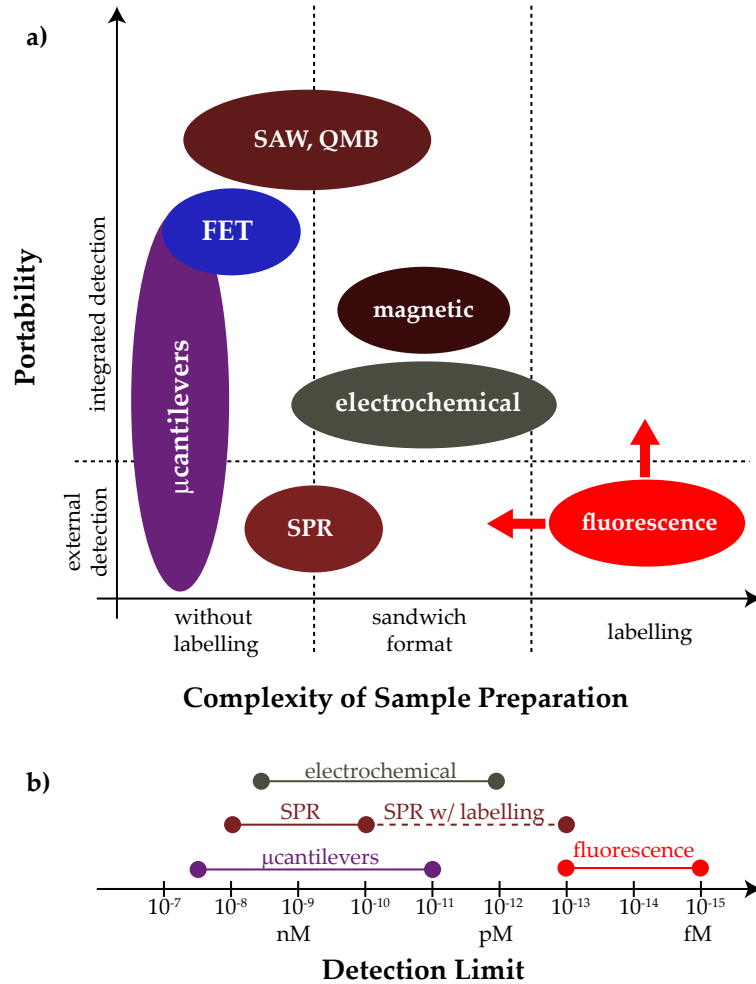 a)
SAW, QMB
FET
magnetic
μcantilevers
electrochemical
SPR
fluorescence
Portability
integrated detection
external
detection
without
labelling
sandwich
format
labelling
Complexity of Sample Preparation
b)
electrochemical
SPR
SPR w/ labelling
μcantilevers
fluorescence
10⁻⁷ 10⁻⁸ 10⁻⁹ 10⁻¹⁰ 10⁻¹¹ 10⁻¹² 10⁻¹³ 10⁻¹⁴ 10⁻¹⁵
nM pM fM
Detection Limit